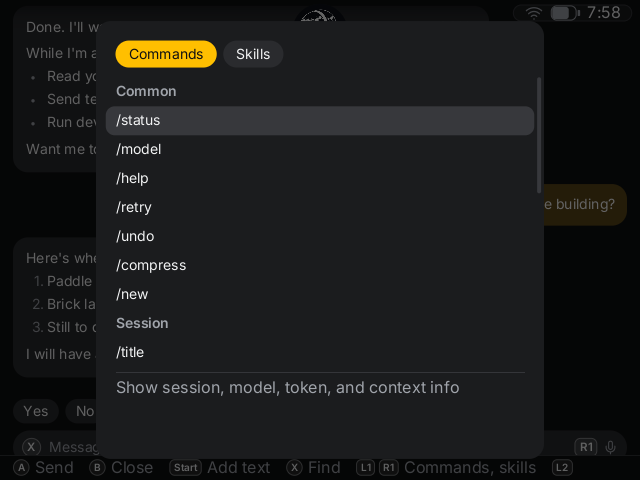 7:58
Done. I'll w
While I'm a
• Read yo
• Send te
• Run dev
Want me to
e building?
Here's whe
1. Paddle
2. Brick la
3. Still to d
I will have
Yes No
X Messag R1
Commands Skills
Common
/status
/model
/help
/retry
/undo
/compress
/new
Session
/title
Show session, model, token, and context info
A Send B Close Start Add text X Find L1 R1 Commands, skills L2